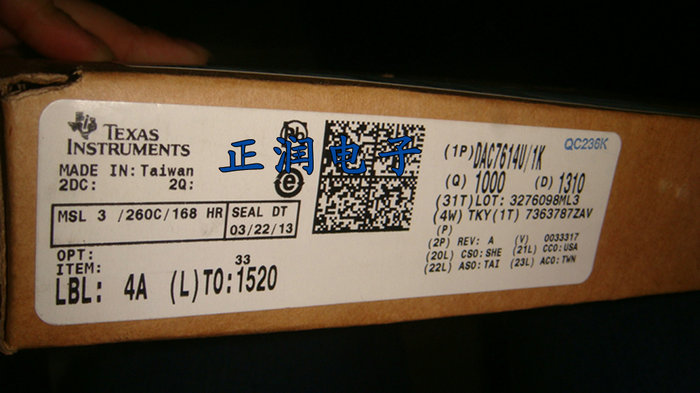 TEXAS
INSTRUMENTS
MADE IN: Taiwan
2DC: 2Q:
MSL 3 /260C/168 HR
SEAL DT
03/22/13
OPT:
ITEM: 33
LBL: 4A (L)TO:1520
Pb
e
正润电子
(1P)DAC7614U/1K
QC236K
(Q) 1000 (D) 1310
(31T)LOT: 3276098ML3
(4W) TKY(1T) 7363787ZAV
(P)
(2P) REV: A (V) 0033317
(20L) CSO:SHE (21L) CCO:USA
(22L) ASO:TAI (23L) ACO:TWN